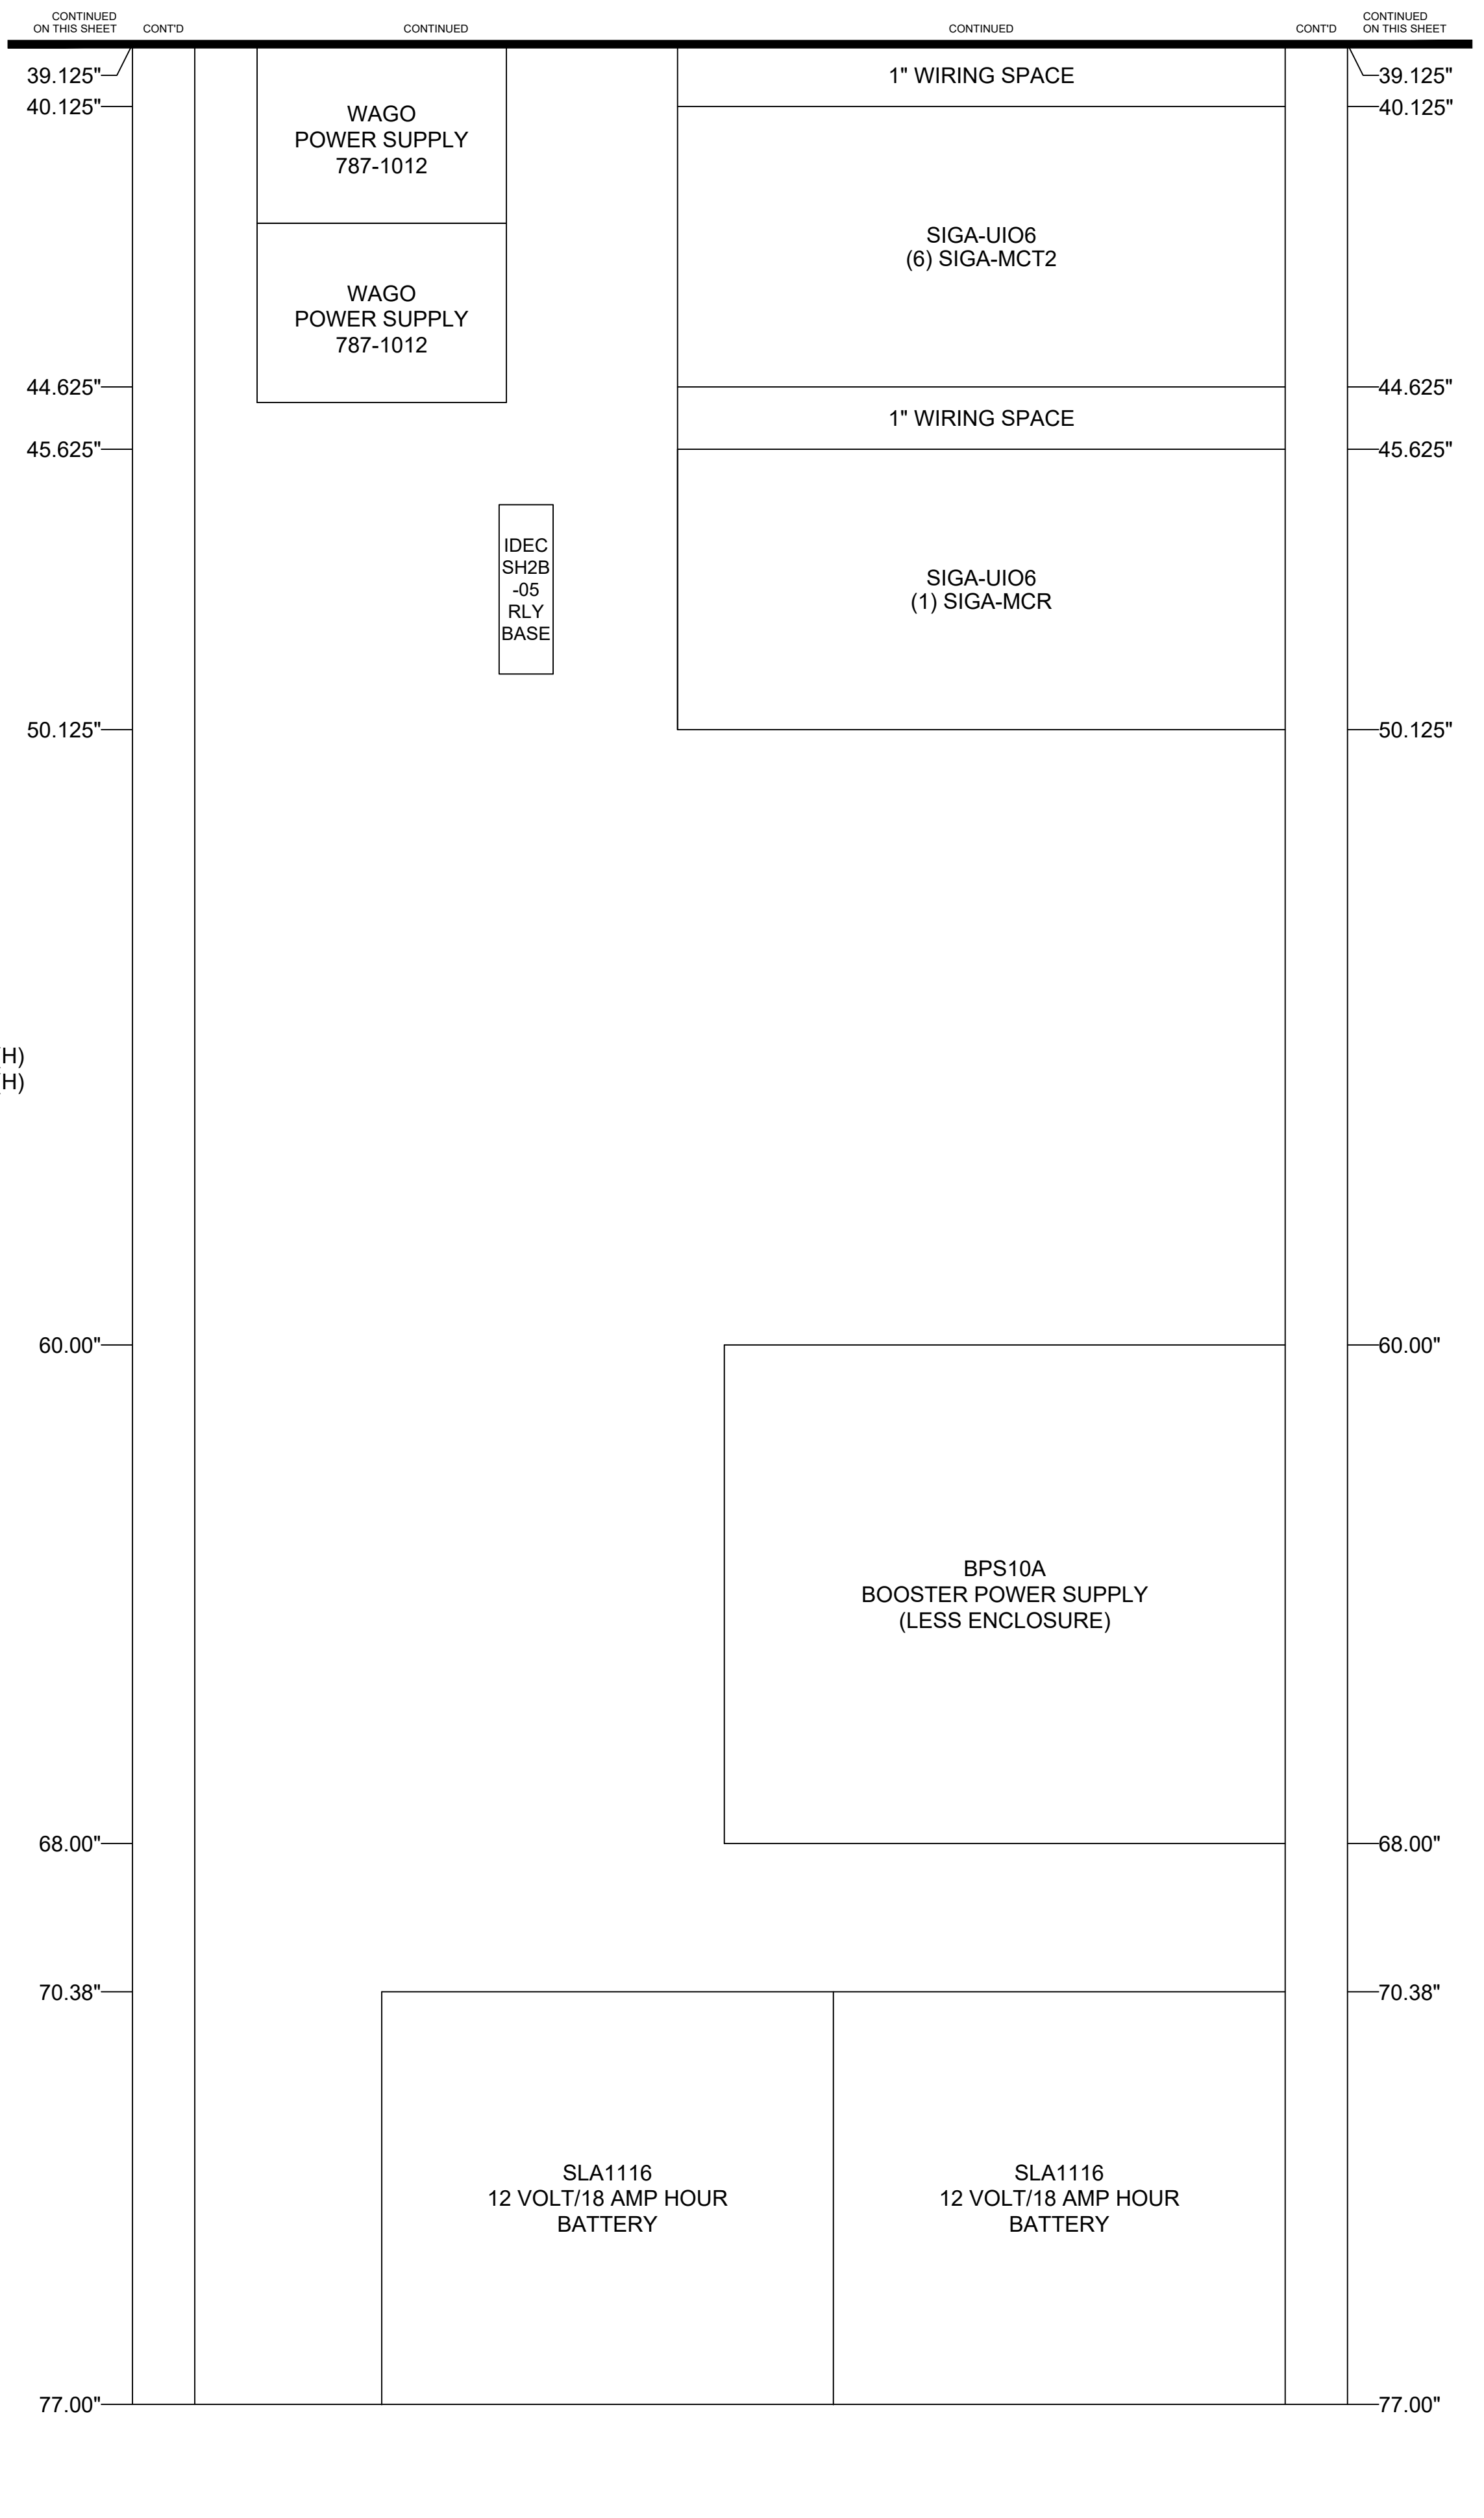 CONTINUED
ON THIS SHEET
CONT'D
CONTINUED
CONTINUED
CONT'D
CONTINUED
ON THIS SHEET
39.125"
1" WIRING SPACE
39.125"
40.125"
40.125"
WAGO
POWER SUPPLY
787-1012
SIGA-UIO6
(6) SIGA-MCT2
WAGO
POWER SUPPLY
787-1012
44.625"
44.625"
1" WIRING SPACE
45.625"
45.625"
IDEC
SH2B
-05
RLY
BASE
SIGA-UIO6
(1) SIGA-MCR
50.125"
50.125"
H)
H)
60.00"
60.00"
BPS10A
BOOSTER POWER SUPPLY
(LESS ENCLOSURE)
68.00"
68.00"
70.38"
70.38"
SLA1116
12 VOLT/18 AMP HOUR
BATTERY
SLA1116
12 VOLT/18 AMP HOUR
BATTERY
77.00"
77.00"